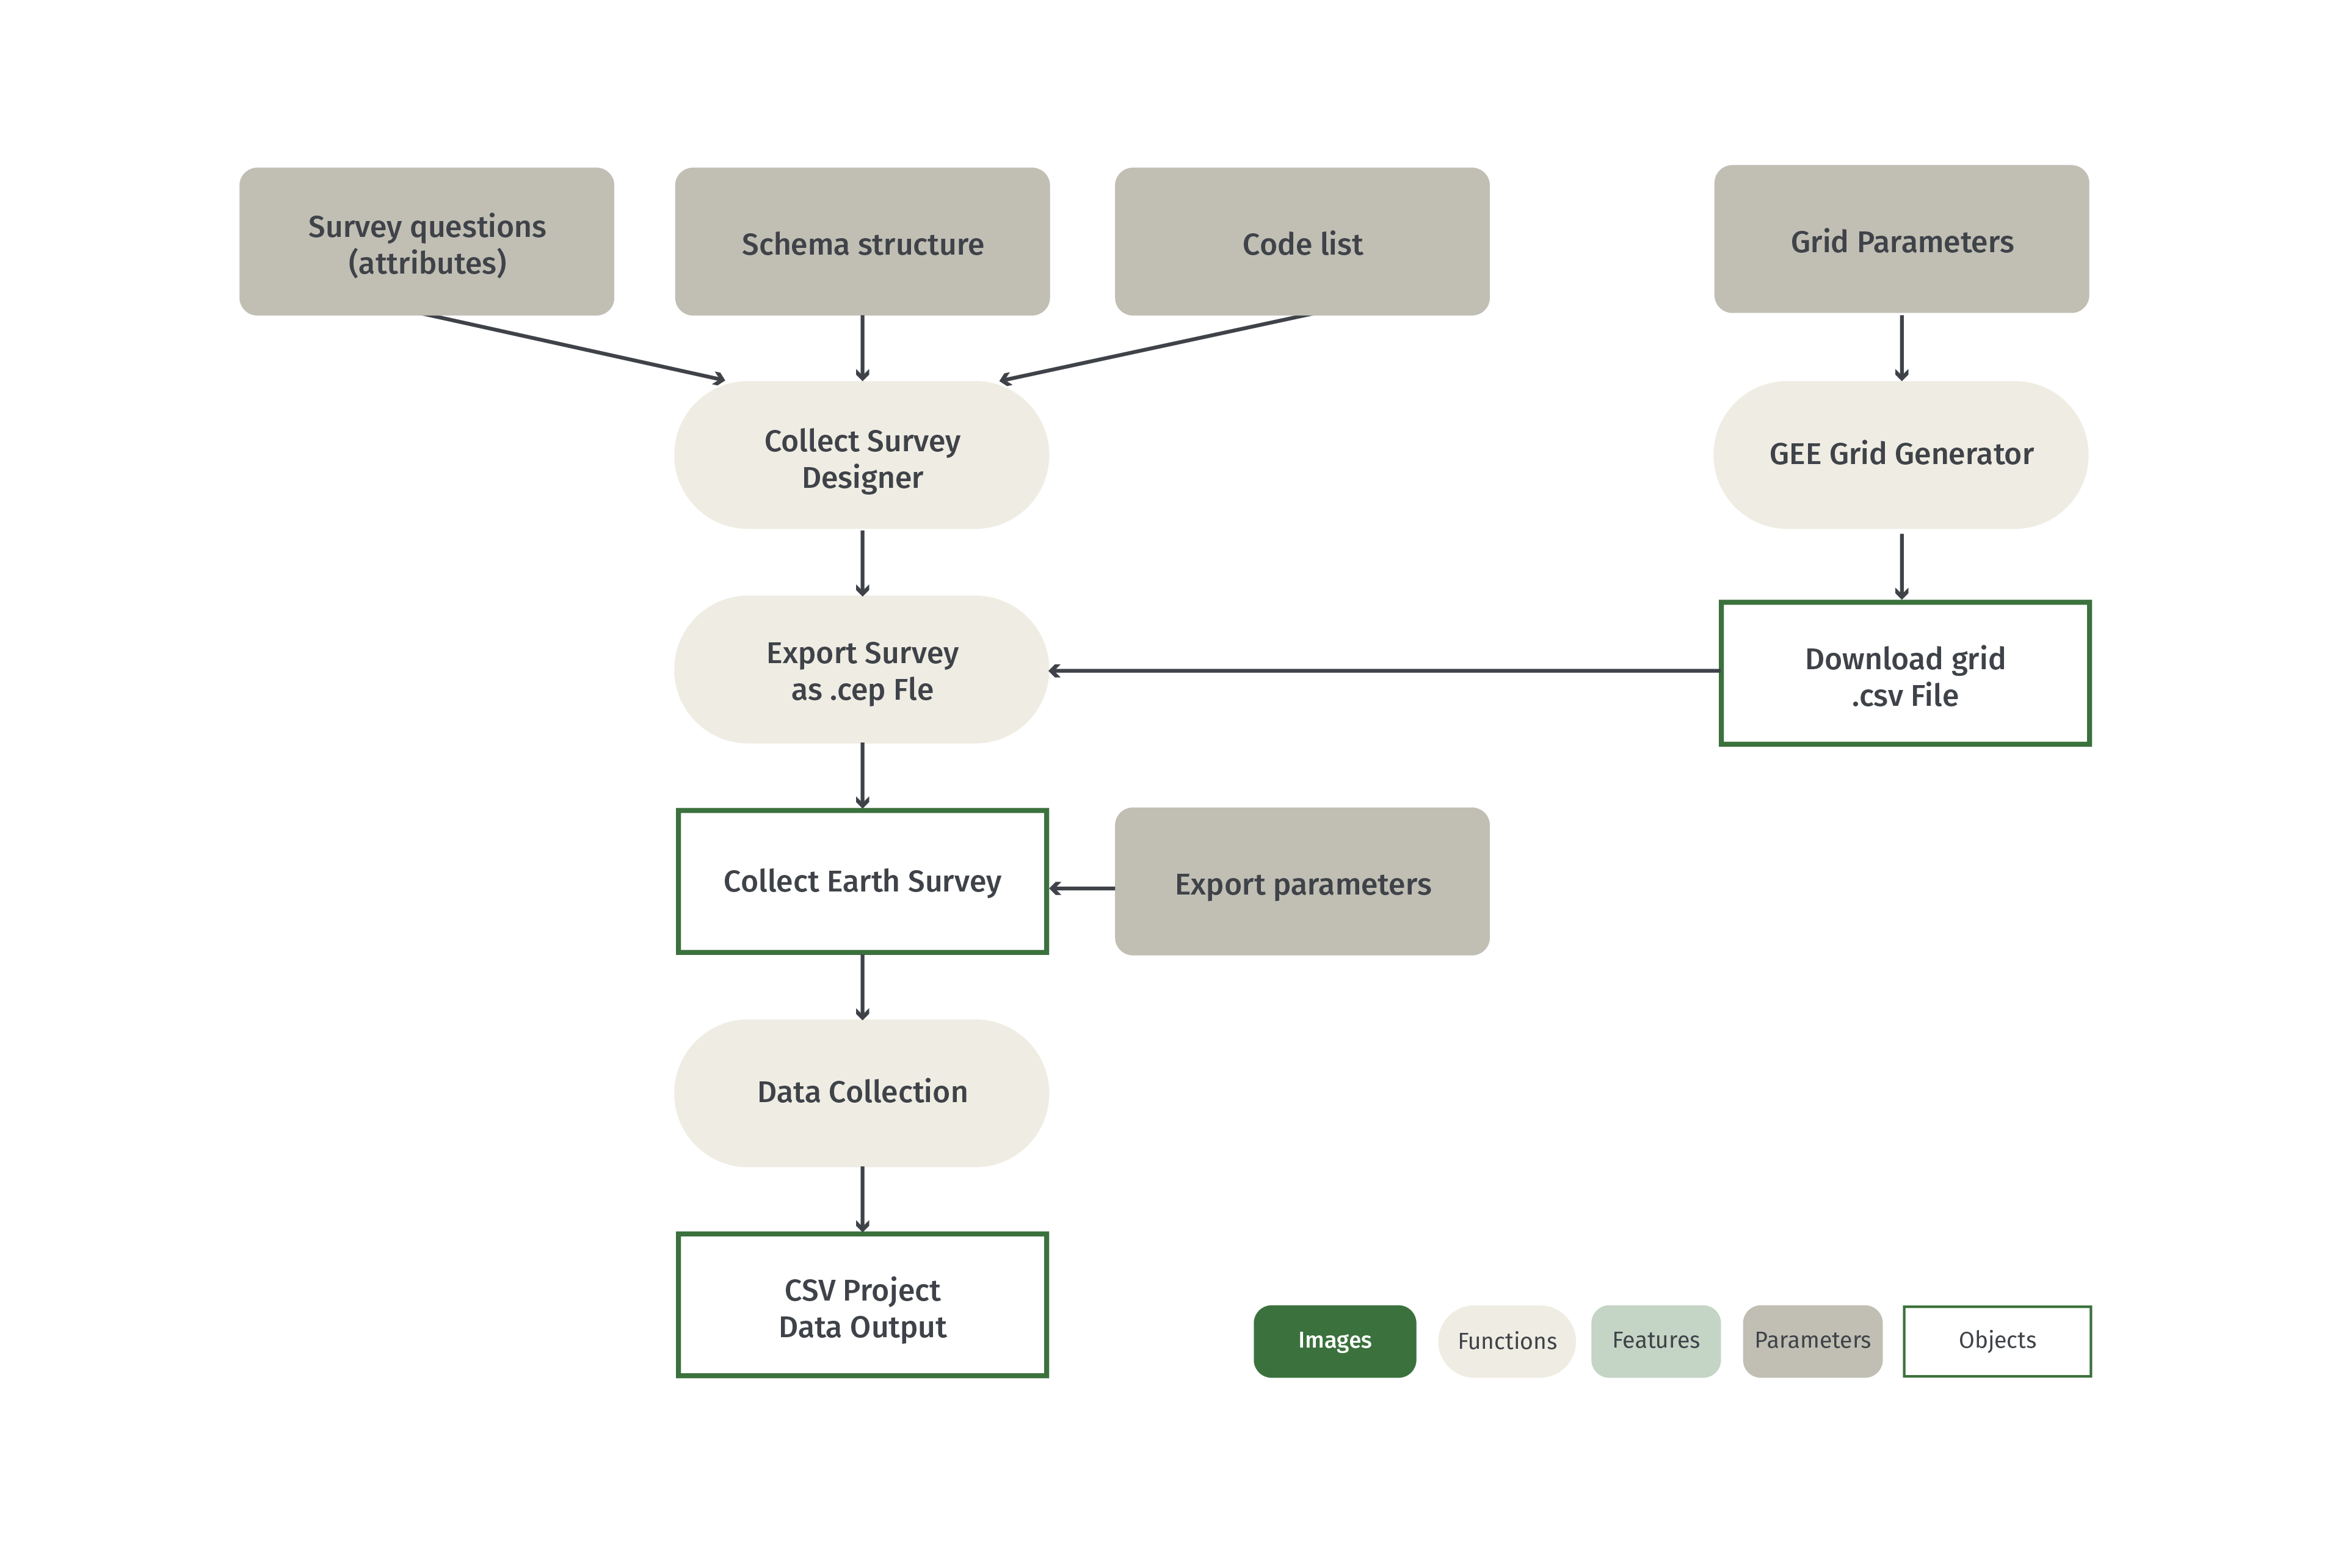 Survey questions
(attributes)
Schema structure
Code list
Grid Parameters
Collect Survey
Designer
GEE Grid Generator
Export Survey
as .cep Fle
Download grid
.csv File
Collect Earth Survey
Export parameters
Data Collection
CSV Project
Data Output
Images
Functions
Features
Parameters
Objects